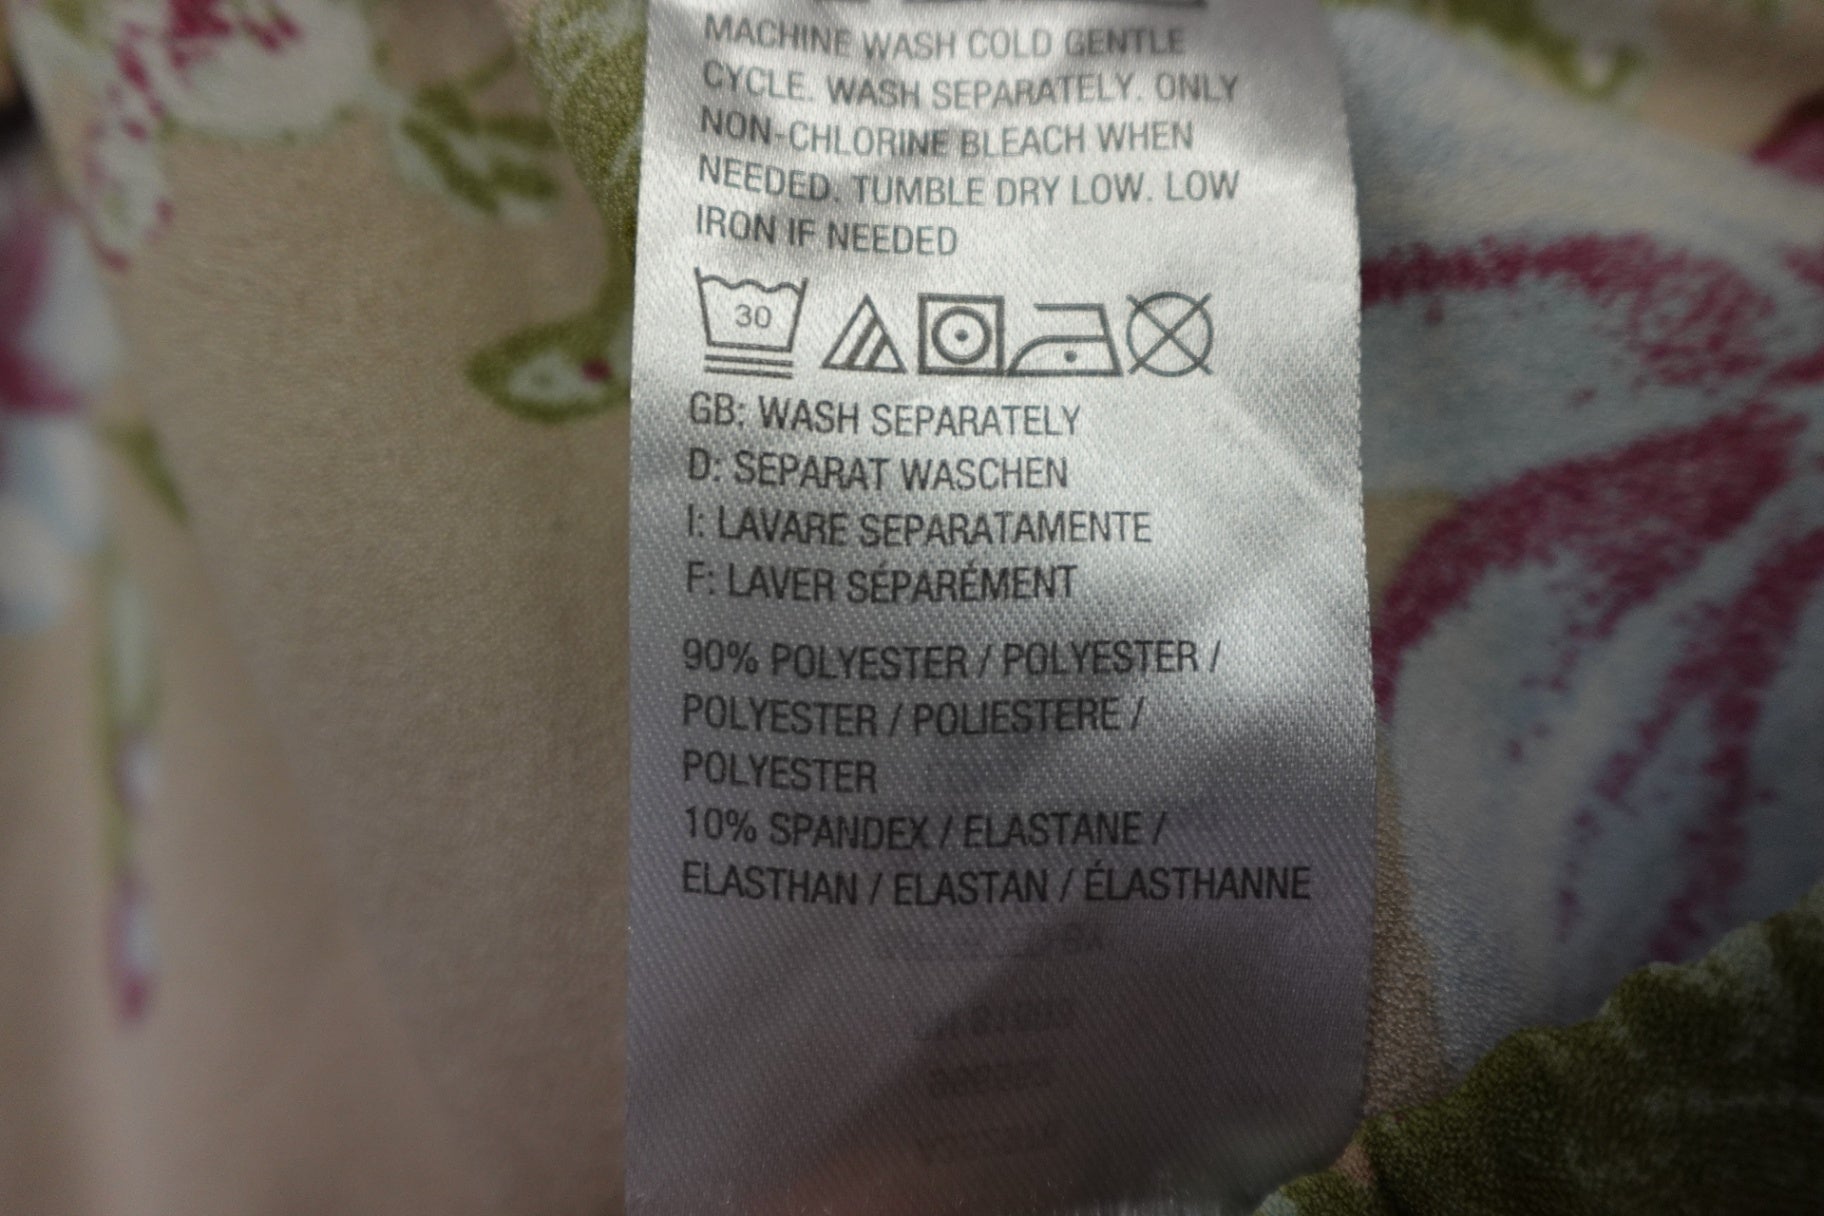 MACHINE WASH COLD GENTLE
CYCLE. WASH SEPARATELY. ONLY
NON-CHLORINE BLEACH WHEN
NEEDED. TUMBLE DRY LOW. LOW
IRON IF NEEDED
30
GB: WASH SEPARATELY
D: SEPARAT WASCHEN
I: LAVARE SEPARATAMENTE
F: LAVER SÉPARÉMENT
90% POLYESTER / POLYESTER /
POLYESTER / POLIESTERE /
POLYESTER
10% SPANDEX / ELASTANE /
ELASTHAN / ELASTAN / ÉLASTHANNE